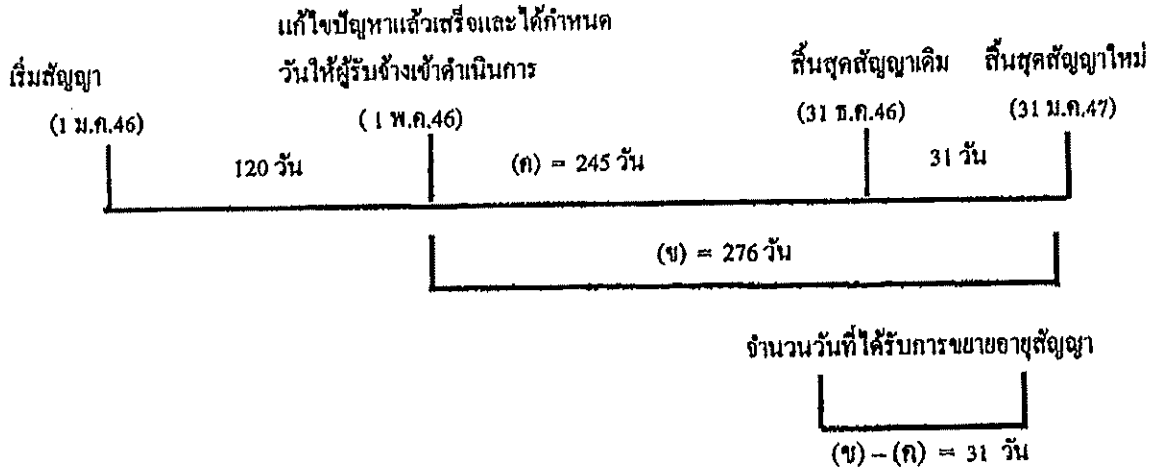 แก้ไขปัญหาแล้วเสร็จและได้กำหนด
เริ่มสัญญา วันให้ผู้รับจ้างเข้าดำเนินการ สิ้นสุดสัญญาเดิม สิ้นสุดสัญญาใหม่
(1 ม.ค.46) ( 1 พ.ค.46) (31 ธ.ค.46) (31 ม.ค.47)
120 วัน (ค) = 245 วัน 31 วัน
(ข) = 276 วัน
จำนวนวันที่ได้รับการขยายอายุสัญญา
(ข) – (ค) = 31 วัน